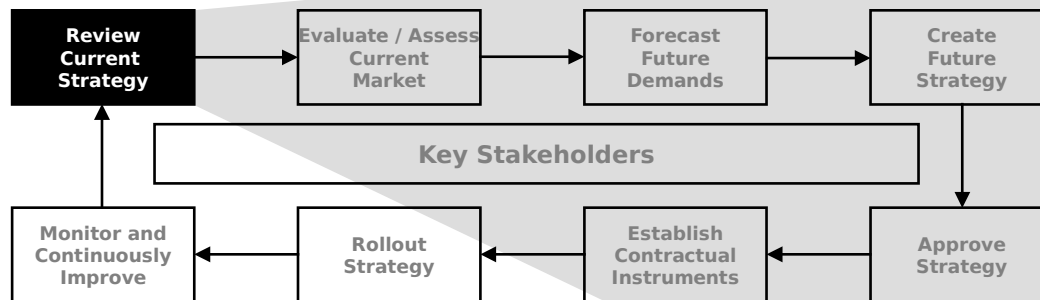 Review
Current
Strategy
Evaluate / Assess
Current
Market
Forecast
Future
Demands
Create
Future
Strategy
Key Stakeholders
Monitor and
Continuously
Improve
Rollout
Strategy
Establish
Contractual
Instruments
Approve
Strategy